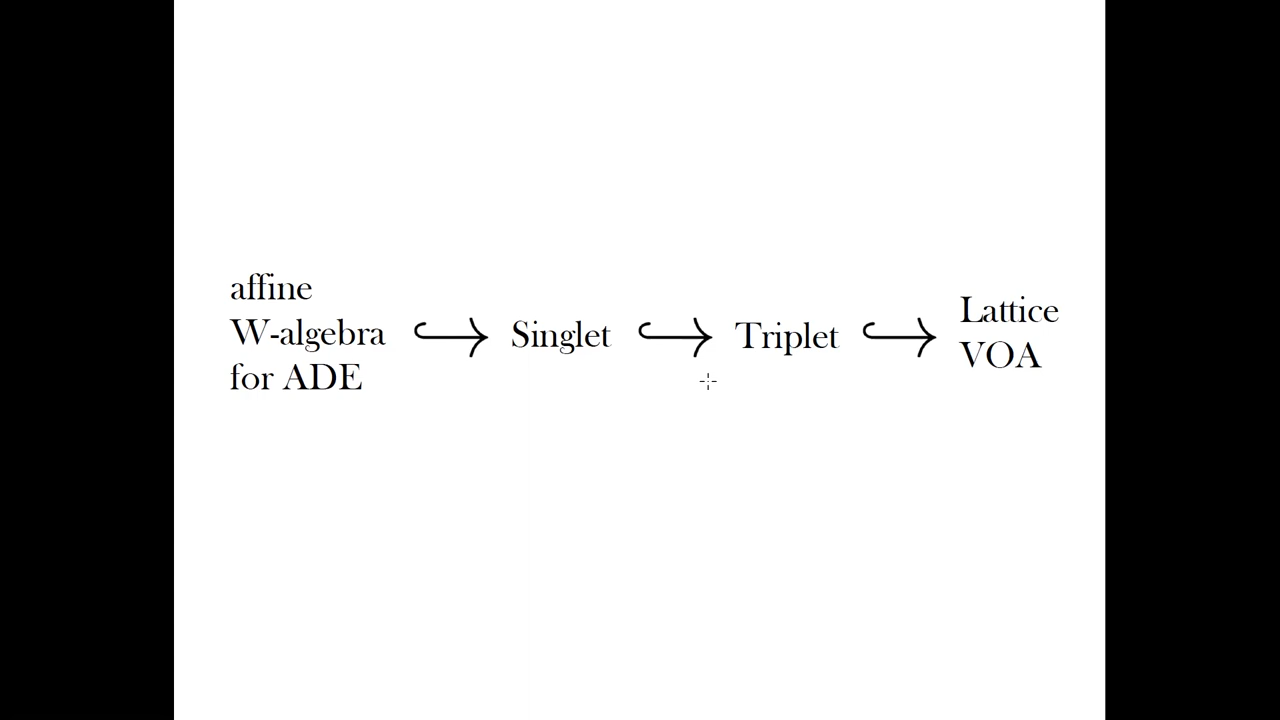 affine
W-algebra
for ADE
Singlet
Triplet
Lattice
VOA